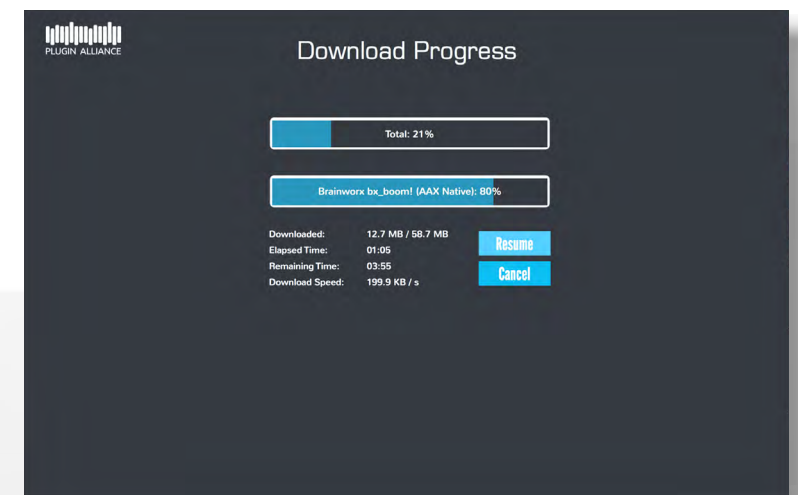 PLUGIN ALLIANCE
Download Progress
Total: 21%
Brainworx bx_boom! (AAX Native): 80%
Downloaded: 12.7 MB / 58.7 MB
Elapsed Time: 01:05
Remaining Time: 03:55
Download Speed: 199.9 KB / s
Resume
Cancel